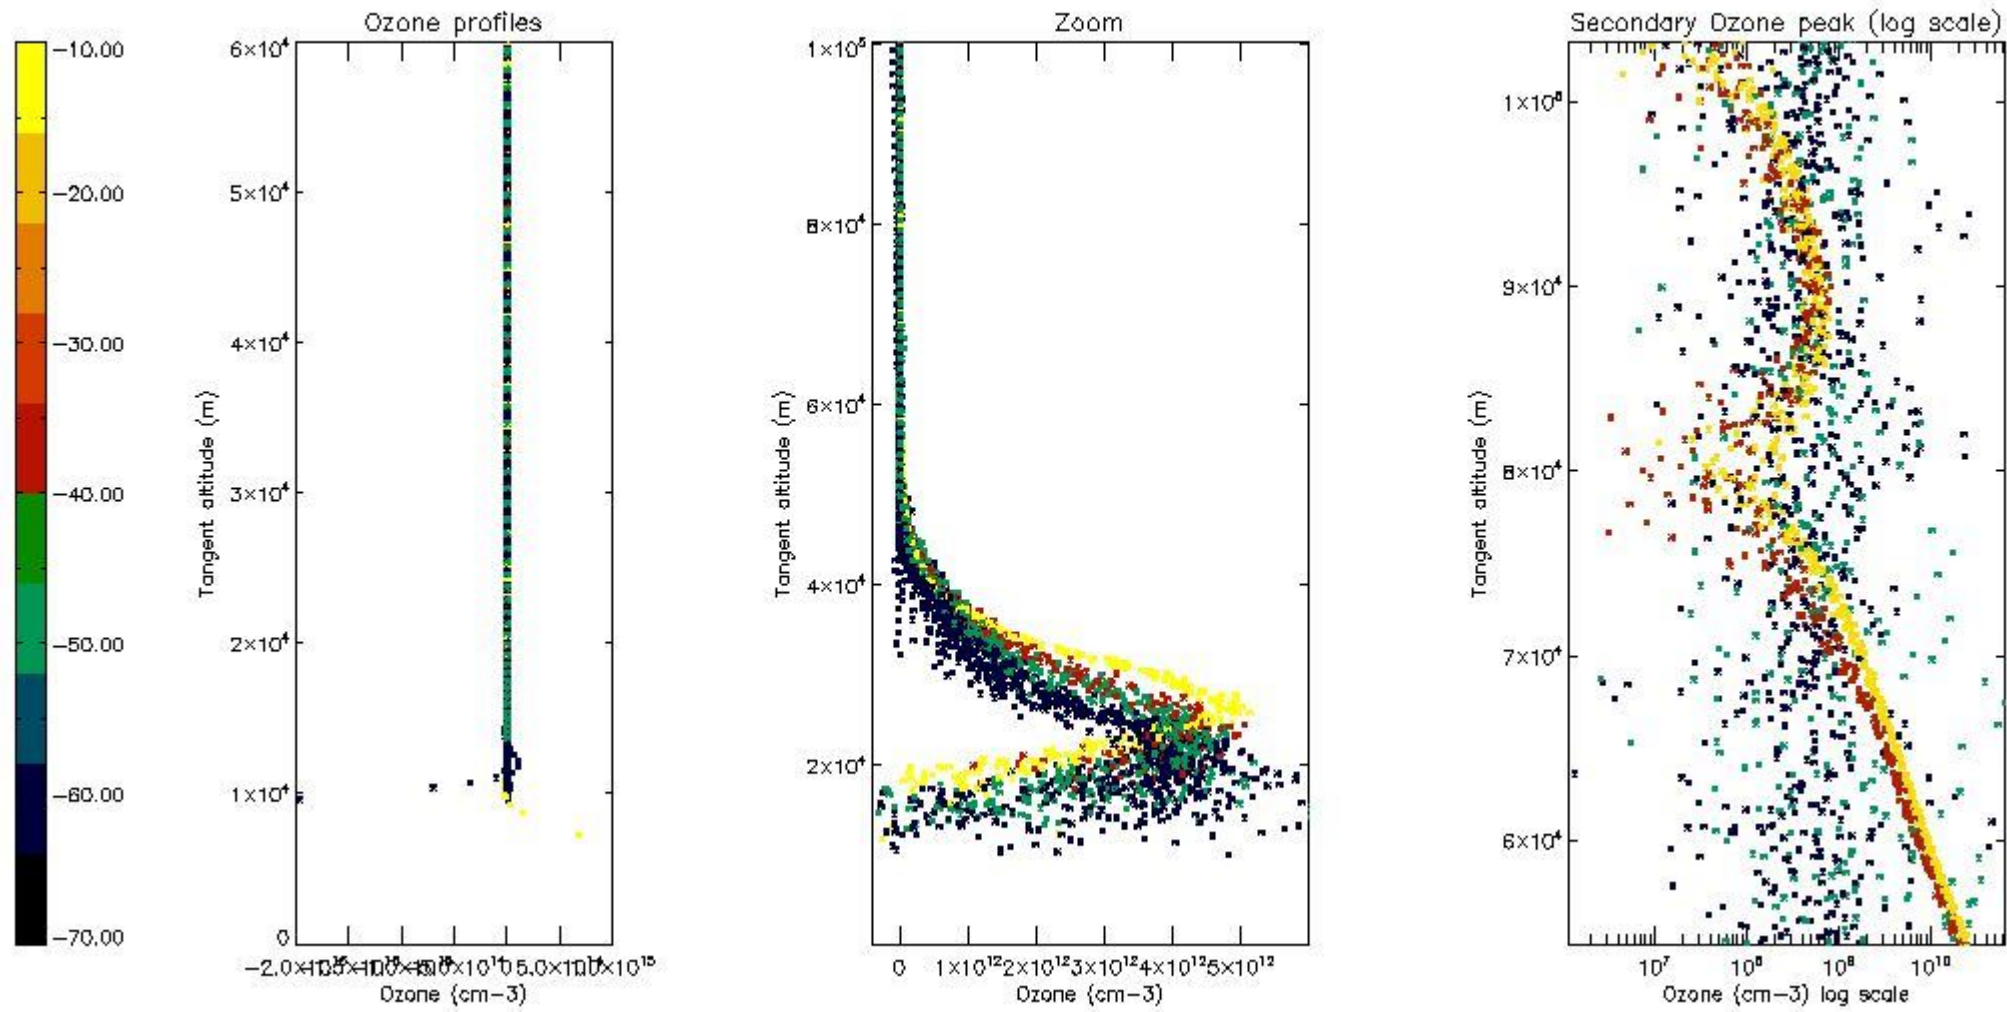 Ozone profiles
Zoom
Secondary Ozone peak (log scale)
−10.00
−20.00
−30.00
−40.00
−50.00
−60.00
−70.00
6×10⁴
5×10⁴
4×10⁴
3×10⁴
2×10⁴
1×10⁴
0
Tangent altitude (m)
5.0×10¹⁴
Ozone (cm−3)
1×10⁵
8×10⁴
6×10⁴
4×10⁴
2×10⁴
Tangent altitude (m)
0 1×10¹² 2×10¹² 3×10¹² 4×10¹² 5×10¹²
Ozone (cm−3)
1×10⁵
9×10⁴
8×10⁴
7×10⁴
6×10⁴
Tangent altitude (m)
10⁷ 10⁸ 10⁹ 10¹⁰
Ozone (cm−3) log scale